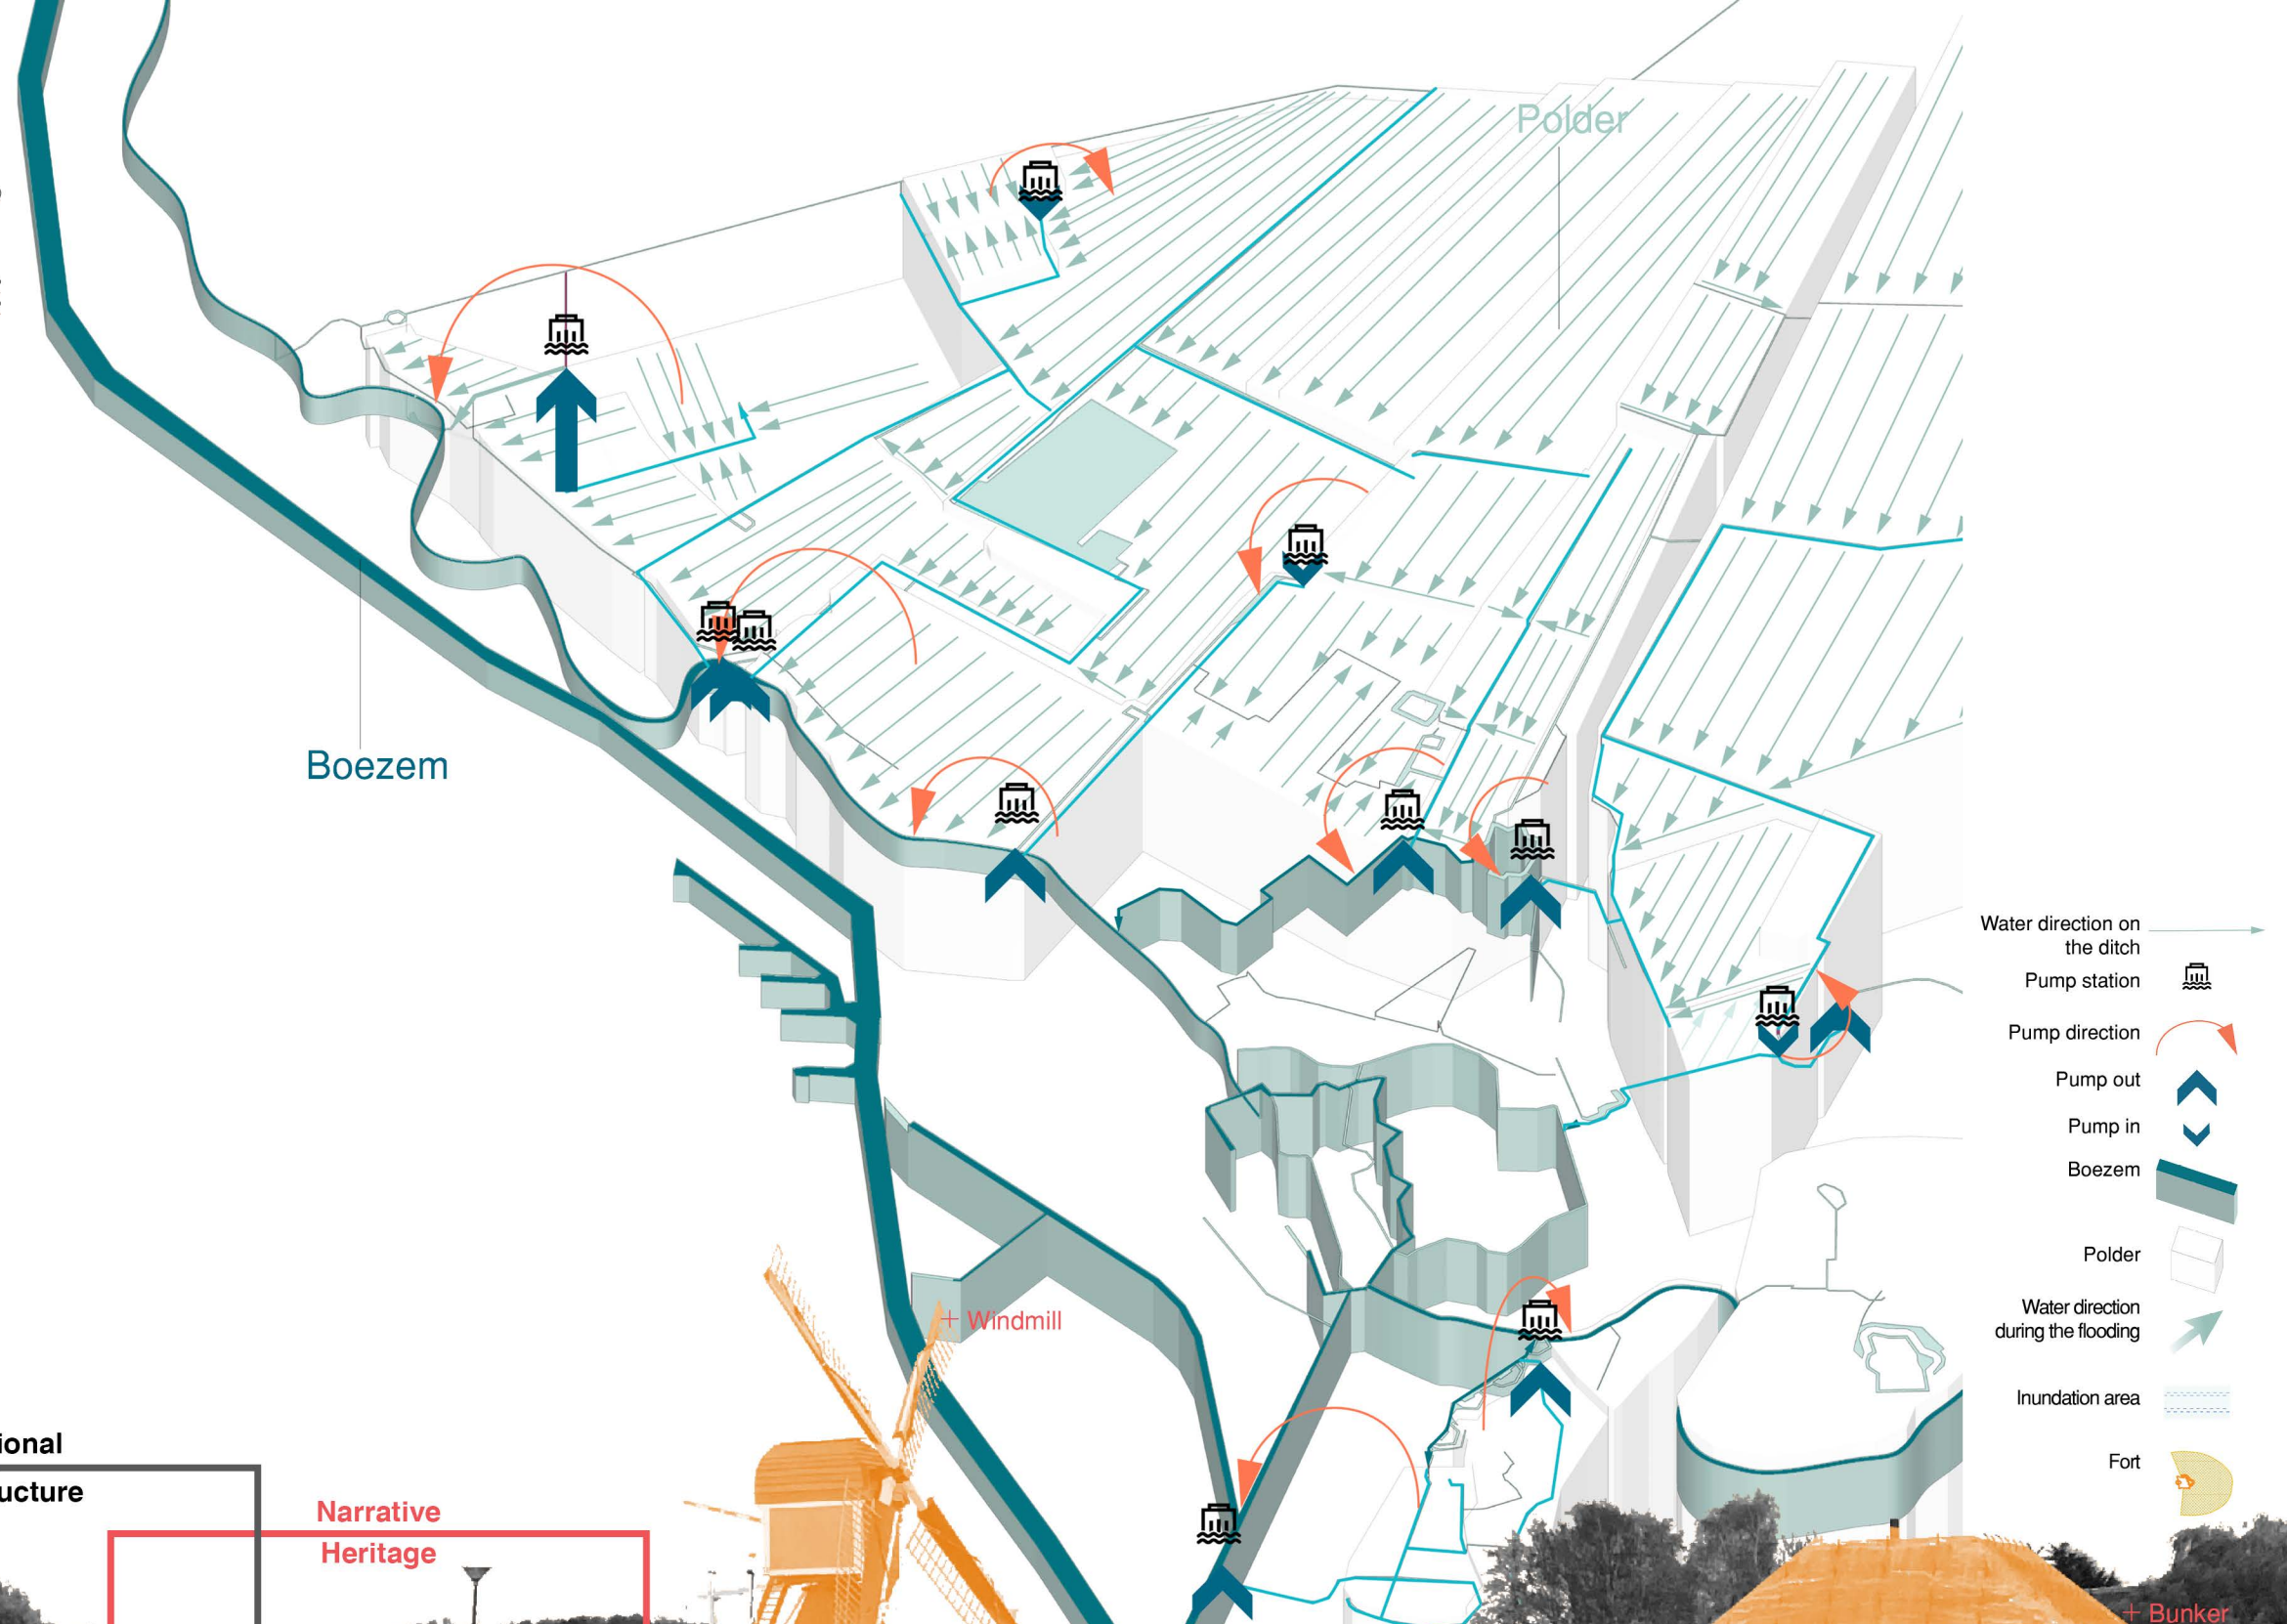 Polder
Boezem
Water direction on
the ditch
Pump station
Pump direction
Pump out
Pump in
Boezem
Polder
Water direction
during the flooding
Inundation area
Fort
+ Windmill
ional
ucture
Narrative
Heritage
+ Bunker